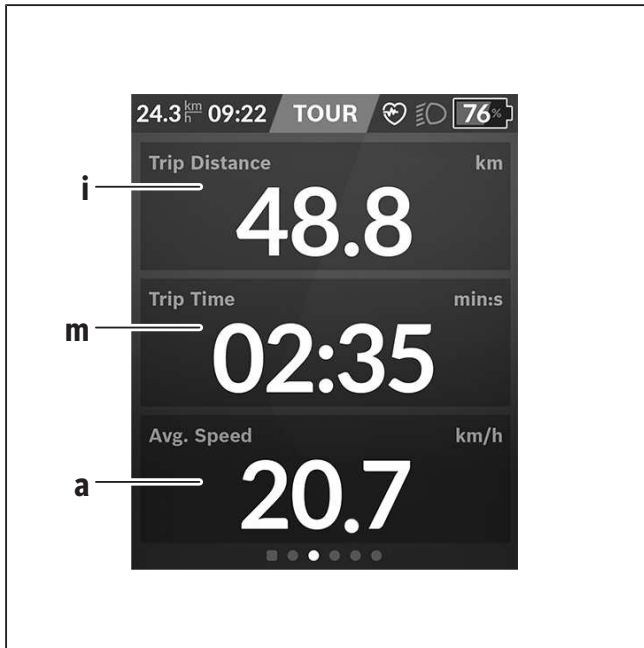 24.3 km/h 09:22 TOUR 76%
Trip Distance km
i
48.8
Trip Time min:s
m
02:35
Avg. Speed km/h
a
20.7